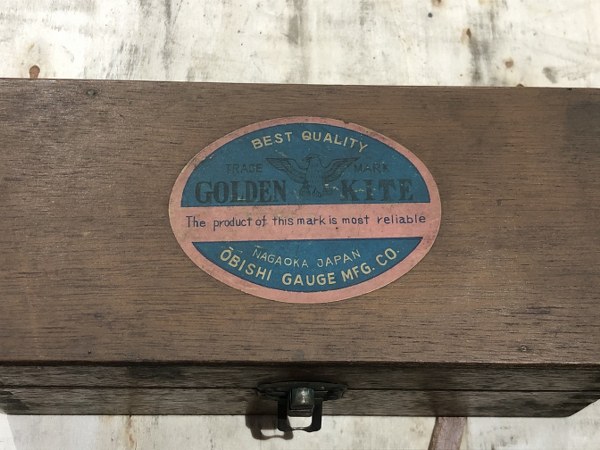 BEST QUALITY
TRADE MARK
GOLDEN KITE
The product of this mark is most reliable
NAGAOKA JAPAN
ŌBISHI GAUGE MFG. CO.